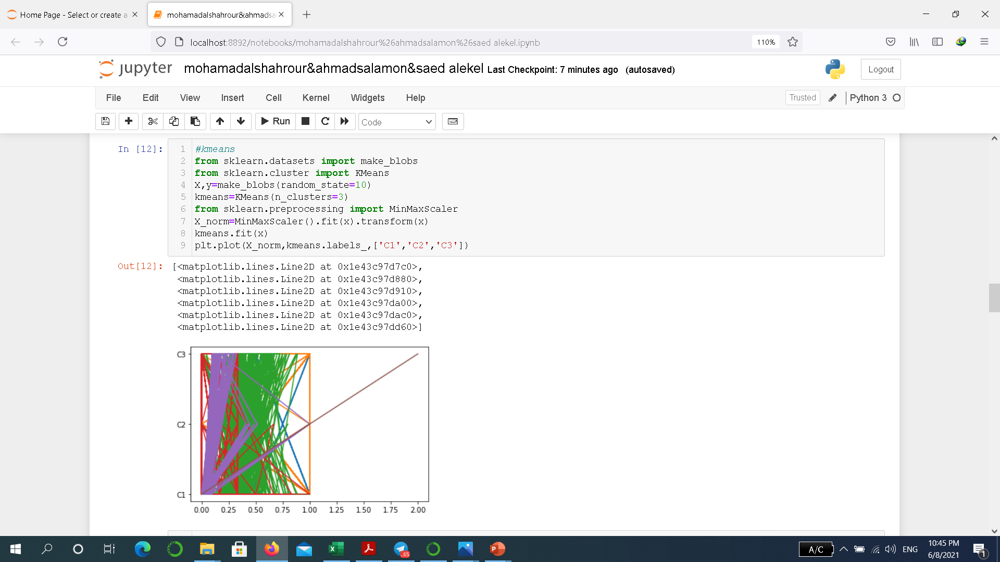 Home Page - Select or create a
mohamadalshahrour&ahmadsa
localhost:8892/notebooks/mohamadalshahrour%26ahmadsalamon%26saed alekel.ipynb
110%
jupyter
mohamadalshahrour&ahmadsalamon&saed alekel Last Checkpoint: 7 minutes ago (autosaved)
Logout
File Edit View Insert Cell Kernel Widgets Help
Trusted
Python 3
Run
Code
In [12]:
1 #kmeans
2 from sklearn.datasets import make_blobs
3 from sklearn.cluster import KMeans
4 X,y=make_blobs(random_state=10)
5 kmeans=KMeans(n_clusters=3)
6 from sklearn.preprocessing import MinMaxScaler
7 X_norm=MinMaxScaler().fit(x).transform(x)
8 kmeans.fit(x)
9 plt.plot(X_norm,kmeans.labels_,['C1','C2','C3'])
Out[12]: [<matplotlib.lines.Line2D at 0x1e43c97d7c0>,
<matplotlib.lines.Line2D at 0x1e43c97d880>,
<matplotlib.lines.Line2D at 0x1e43c97d910>,
<matplotlib.lines.Line2D at 0x1e43c97da00>,
<matplotlib.lines.Line2D at 0x1e43c97dac0>,
<matplotlib.lines.Line2D at 0x1e43c97dd60>]
C3
C2
C1
0.00 0.25 0.50 0.75 1.00 1.25 1.50 1.75 2.00
65
A/C
ENG
10:45 PM
6/8/2021
1